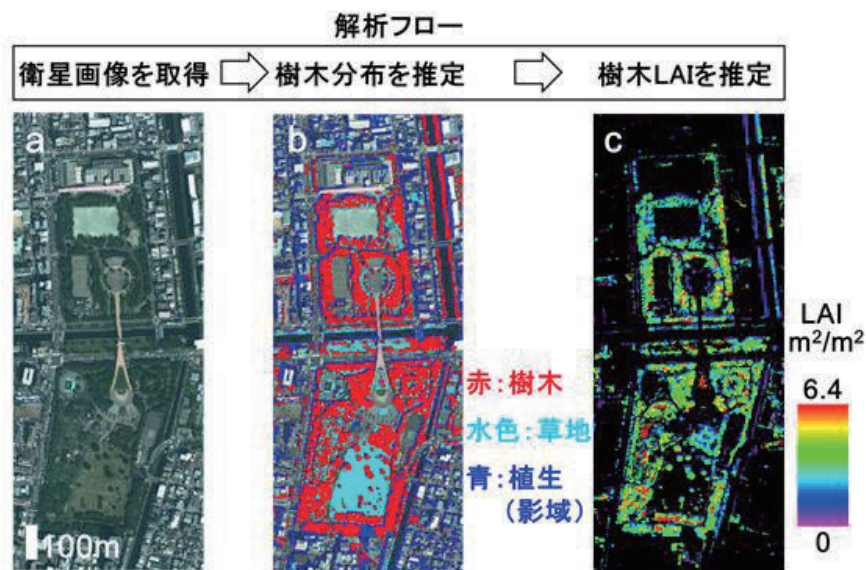 解析フロー
衛星画像を取得
樹木分布を推定
樹木LAIを推定
a
b
c
赤:樹木
水色:草地
青:植生
(影域)
LAI
m²/m²
6.4
0
100m